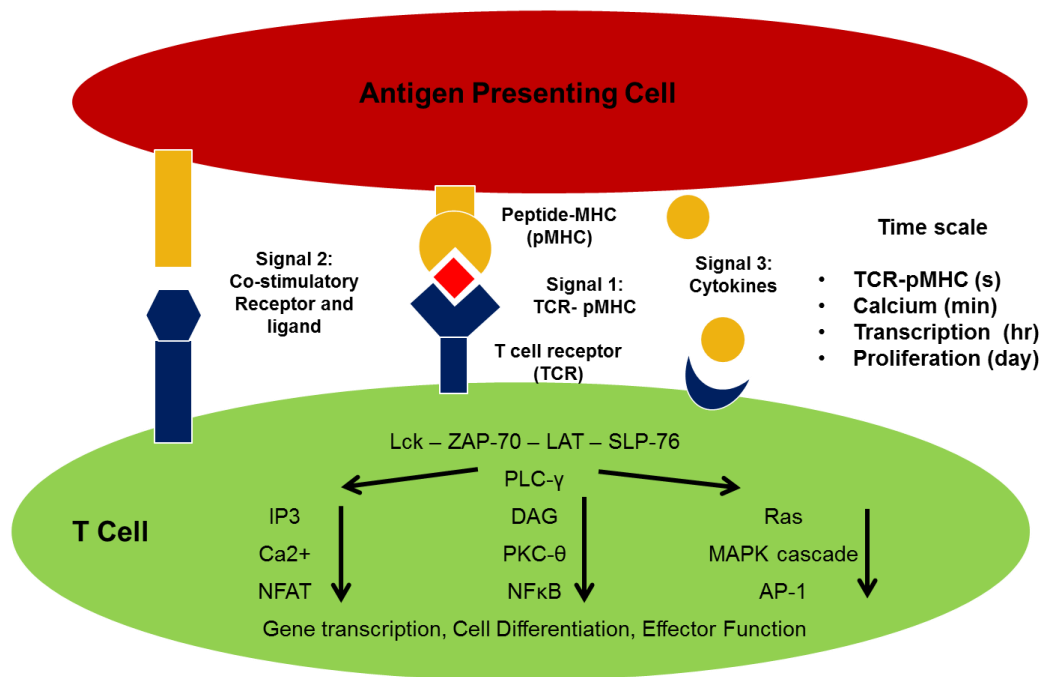 Antigen Presenting Cell
Signal 2:
Co-stimulatory
Receptor and
ligand
Peptide-MHC
(pMHC)
Signal 1:
TCR- pMHC
T cell receptor
(TCR)
Signal 3:
Cytokines
Time scale
• TCR-pMHC (s)
• Calcium (min)
• Transcription (hr)
• Proliferation (day)
T Cell
Lck – ZAP-70 – LAT – SLP-76
PLC-γ
IP3
Ca2+
NFAT
DAG
PKC-θ
NFκB
Ras
MAPK cascade
AP-1
Gene transcription, Cell Differentiation, Effector Function